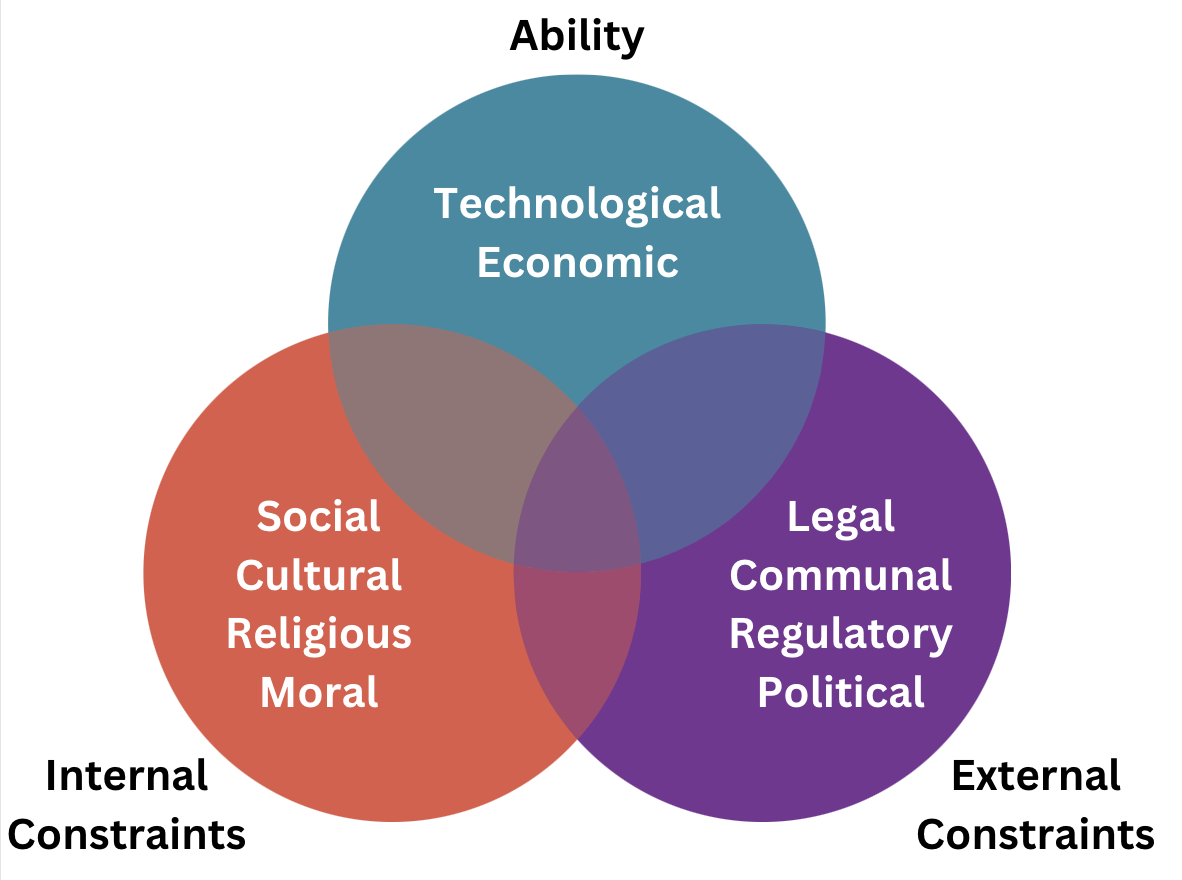 Ability
Technological
Economic
Social
Cultural
Religious
Moral
Legal
Communal
Regulatory
Political
Internal
Constraints
External
Constraints